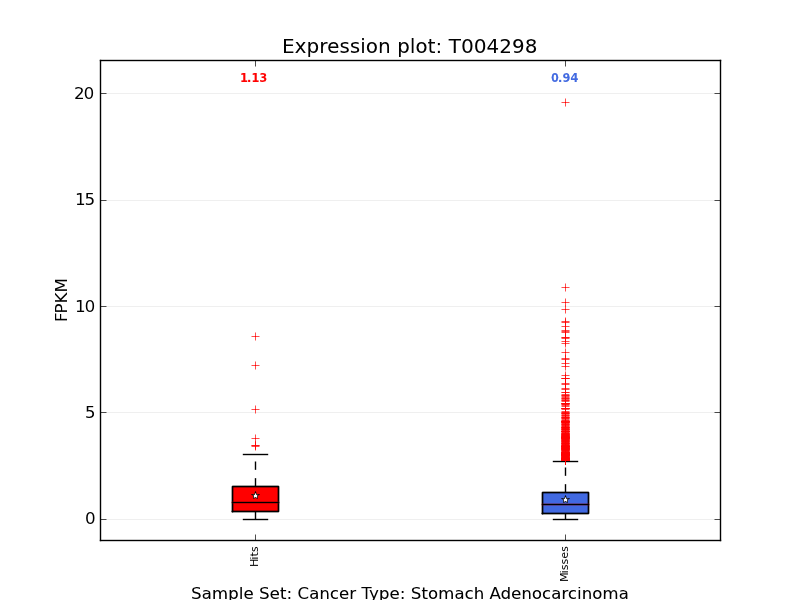 Expression plot: T004298
1.13
0.94
20
15
10
5
0
FPKM
Hits
Misses
Sample Set: Cancer Type: Stomach Adenocarcinoma